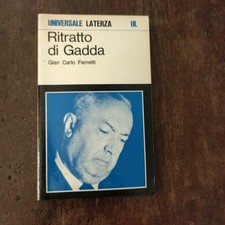 UNIVERSALE LATERZA UL
Ritratto
di Gadda
Gian Carlo Ferretti